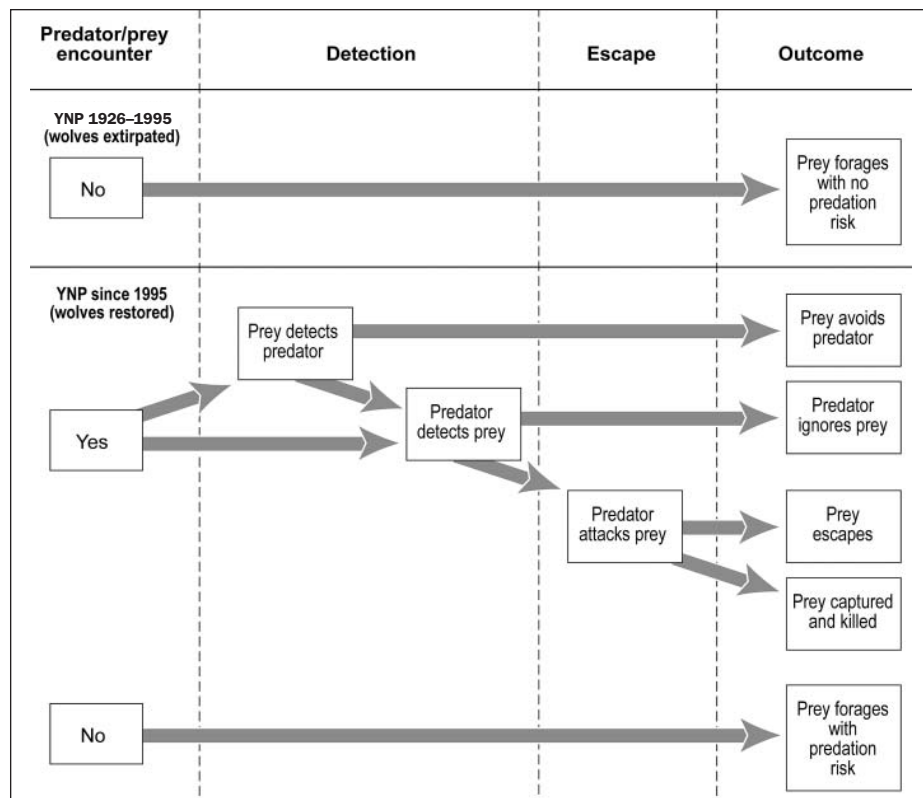 Predator/prey
encounter
Detection
Escape
Outcome
YNP 1926–1995
(wolves extirpated)
No
Prey forages
with no
predation
risk
YNP since 1995
(wolves restored)
Prey detects
predator
Prey avoids
predator
Yes
Predator
detects prey
Predator
ignores prey
Predator
attacks prey
Prey
escapes
Prey captured
and killed
No
Prey forages
with
predation
risk